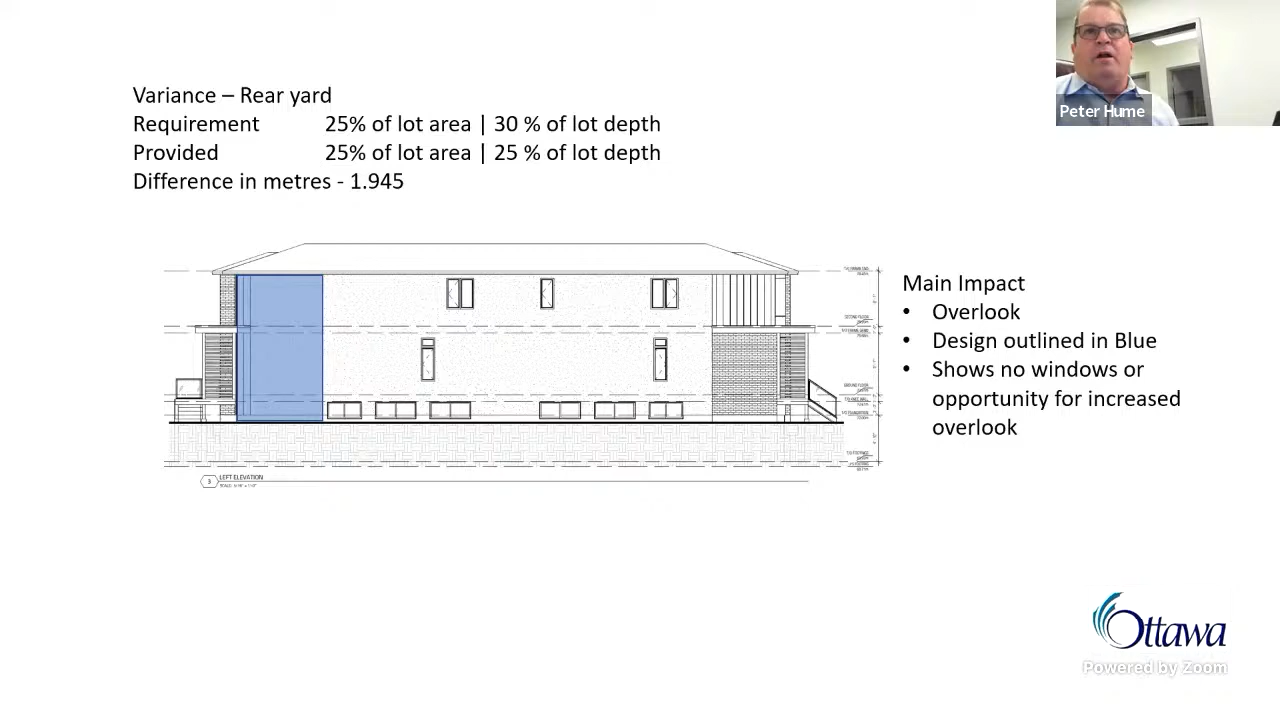 Variance – Rear yard
Requirement 25% of lot area | 30 % of lot depth
Provided 25% of lot area | 25 % of lot depth
Difference in metres - 1.945
Peter Hume
Main Impact
• Overlook
• Design outlined in Blue
• Shows no windows or
opportunity for increased
overlook
3 LEFT ELEVATION
Ottawa
Powered by Zoom